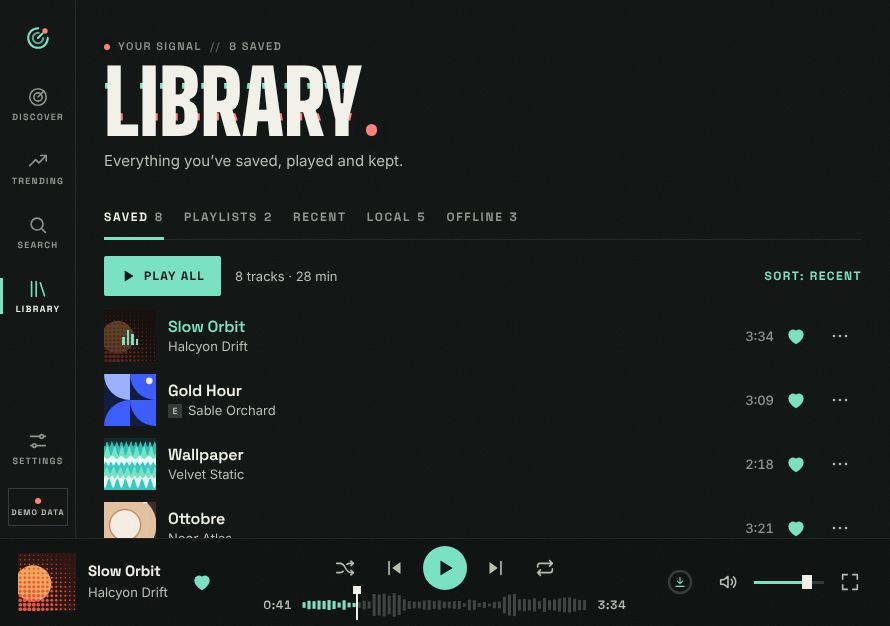 YOUR SIGNAL // 8 SAVED
LIBRARY.
Everything you’ve saved, played and kept.
DISCOVER
TRENDING
SEARCH
LIBRARY
SETTINGS
DEMO DATA
SAVED 8 PLAYLISTS 2 RECENT LOCAL 5 OFFLINE 3
PLAY ALL 8 tracks · 28 min SORT: RECENT
Slow Orbit
Halcyon Drift
3:34
Gold Hour
E Sable Orchard
3:09
Wallpaper
Velvet Static
2:18
Ottobre
Noor Atlas
3:21
Slow Orbit
Halcyon Drift
0:41 3:34